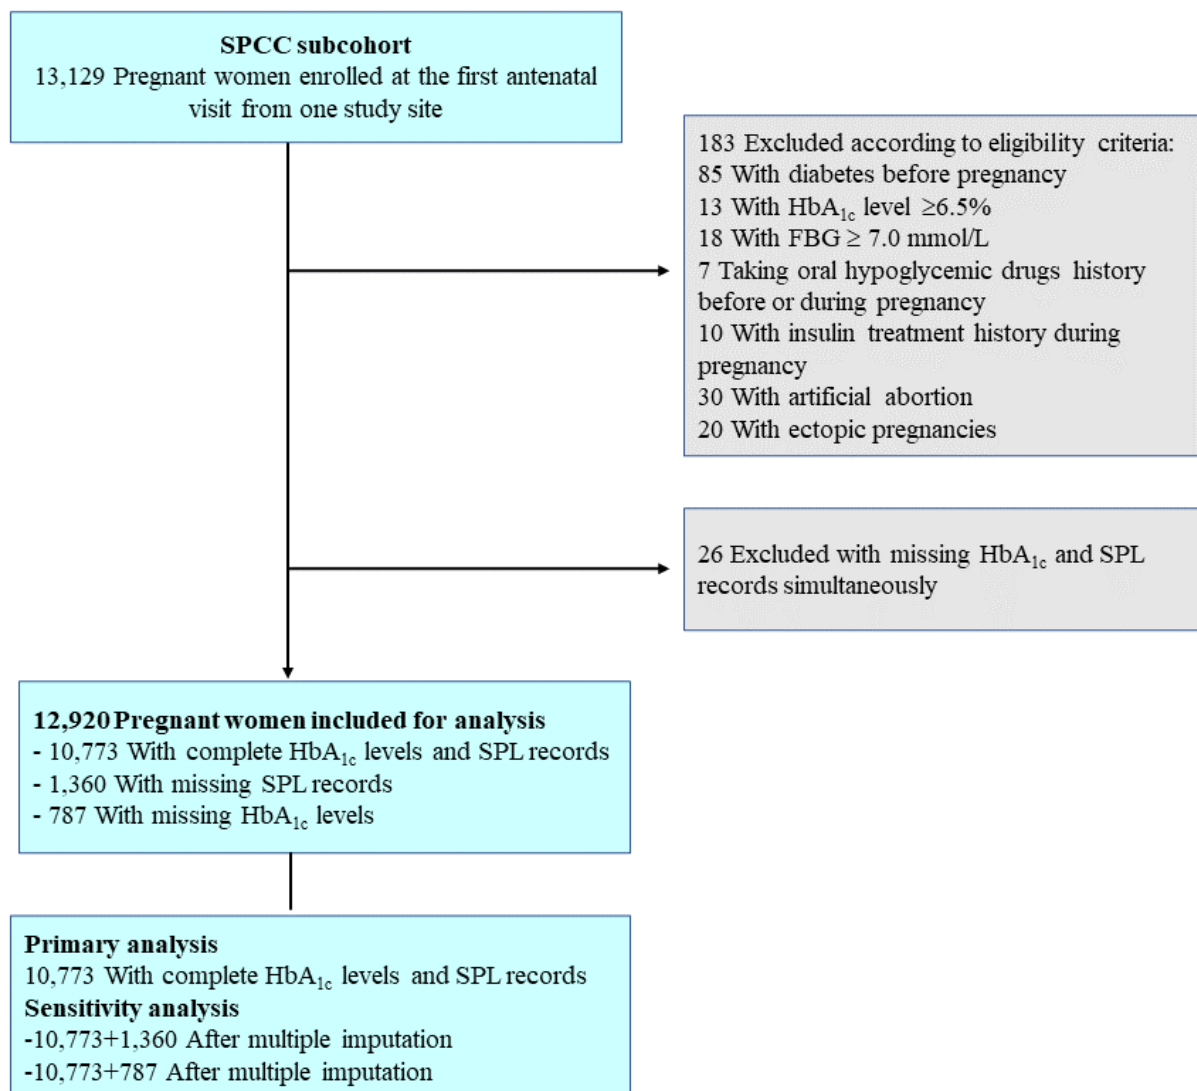 SPCC subcohort
13,129 Pregnant women enrolled at the first antenatal
visit from one study site
183 Excluded according to eligibility criteria:
85 With diabetes before pregnancy
13 With HbA1c level ≥6.5%
18 With FBG ≥ 7.0 mmol/L
7 Taking oral hypoglycemic drugs history
before or during pregnancy
10 With insulin treatment history during
pregnancy
30 With artificial abortion
20 With ectopic pregnancies
26 Excluded with missing HbA1c and SPL
records simultaneously
12,920 Pregnant women included for analysis
- 10,773 With complete HbA1c levels and SPL records
- 1,360 With missing SPL records
- 787 With missing HbA1c levels
Primary analysis
10,773 With complete HbA1c levels and SPL records
Sensitivity analysis
-10,773+1,360 After multiple imputation
-10,773+787 After multiple imputation